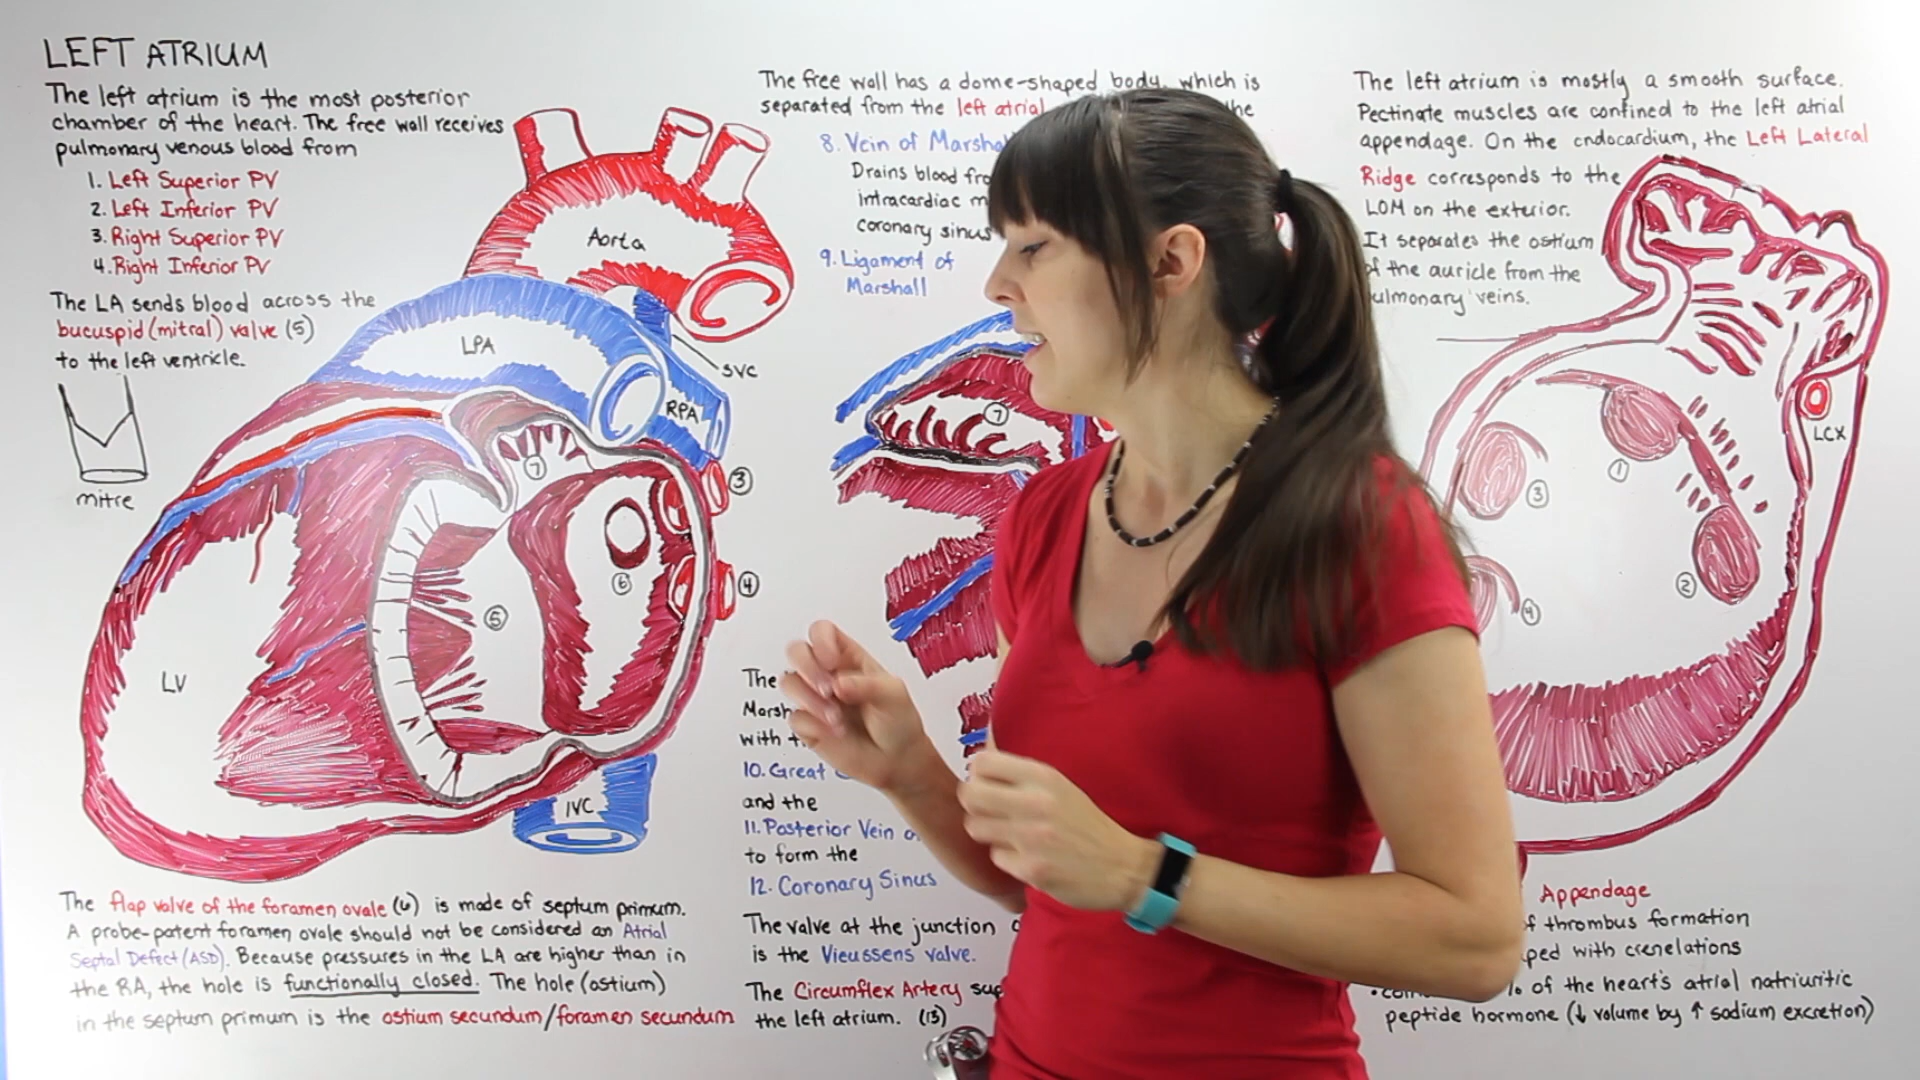 LEFT ATRIUM
The left atrium is the most posterior
chamber of the heart. The free wall receives
pulmonary venous blood from
1. Left Superior PV
2. Left Inferior PV
3. Right Superior PV
4. Right Inferior PV
The LA sends blood across the
bucuspid (mitral) valve (5)
to the left ventricle.
mitre
Aorta
LPA
SVC
RPA
7
3
6
4
5
LV
IVC
The flap valve of the foramen ovale (6) is made of septum primum.
A probe-patent foramen ovale should not be considered an Atrial
Septal Defect (ASD). Because pressures in the LA are higher than in
the RA, the hole is functionally closed. The hole (ostium)
in the septum primum is the ostium secundum/foramen secundum
The free wall has a dome-shaped body, which is
separated from the left atrial
8. Vein of
Drains blood
intracardiac
coronary sinus
9. Ligament of
Marshall
7
The
with
10. Great
and the
11. Posterior Vein
to form the
12. Coronary Sinus
The valve at the junction
is the Vieussens valve.
The Circumflex Artery
the left atrium. (13)
The left atrium is mostly a smooth surface.
Pectinate muscles are confined to the left atrial
appendage. On the endocardium, the Left Lateral
Ridge corresponds to the
LOM on the exterior.
It separates the ostium
of the auricle from the
veins.
LCX
1
3
2
4
Appendage
thrombus formation
with crenelations
of the heart's atrial natriuritic
peptide hormone (↓ volume by ↑ sodium excretion)